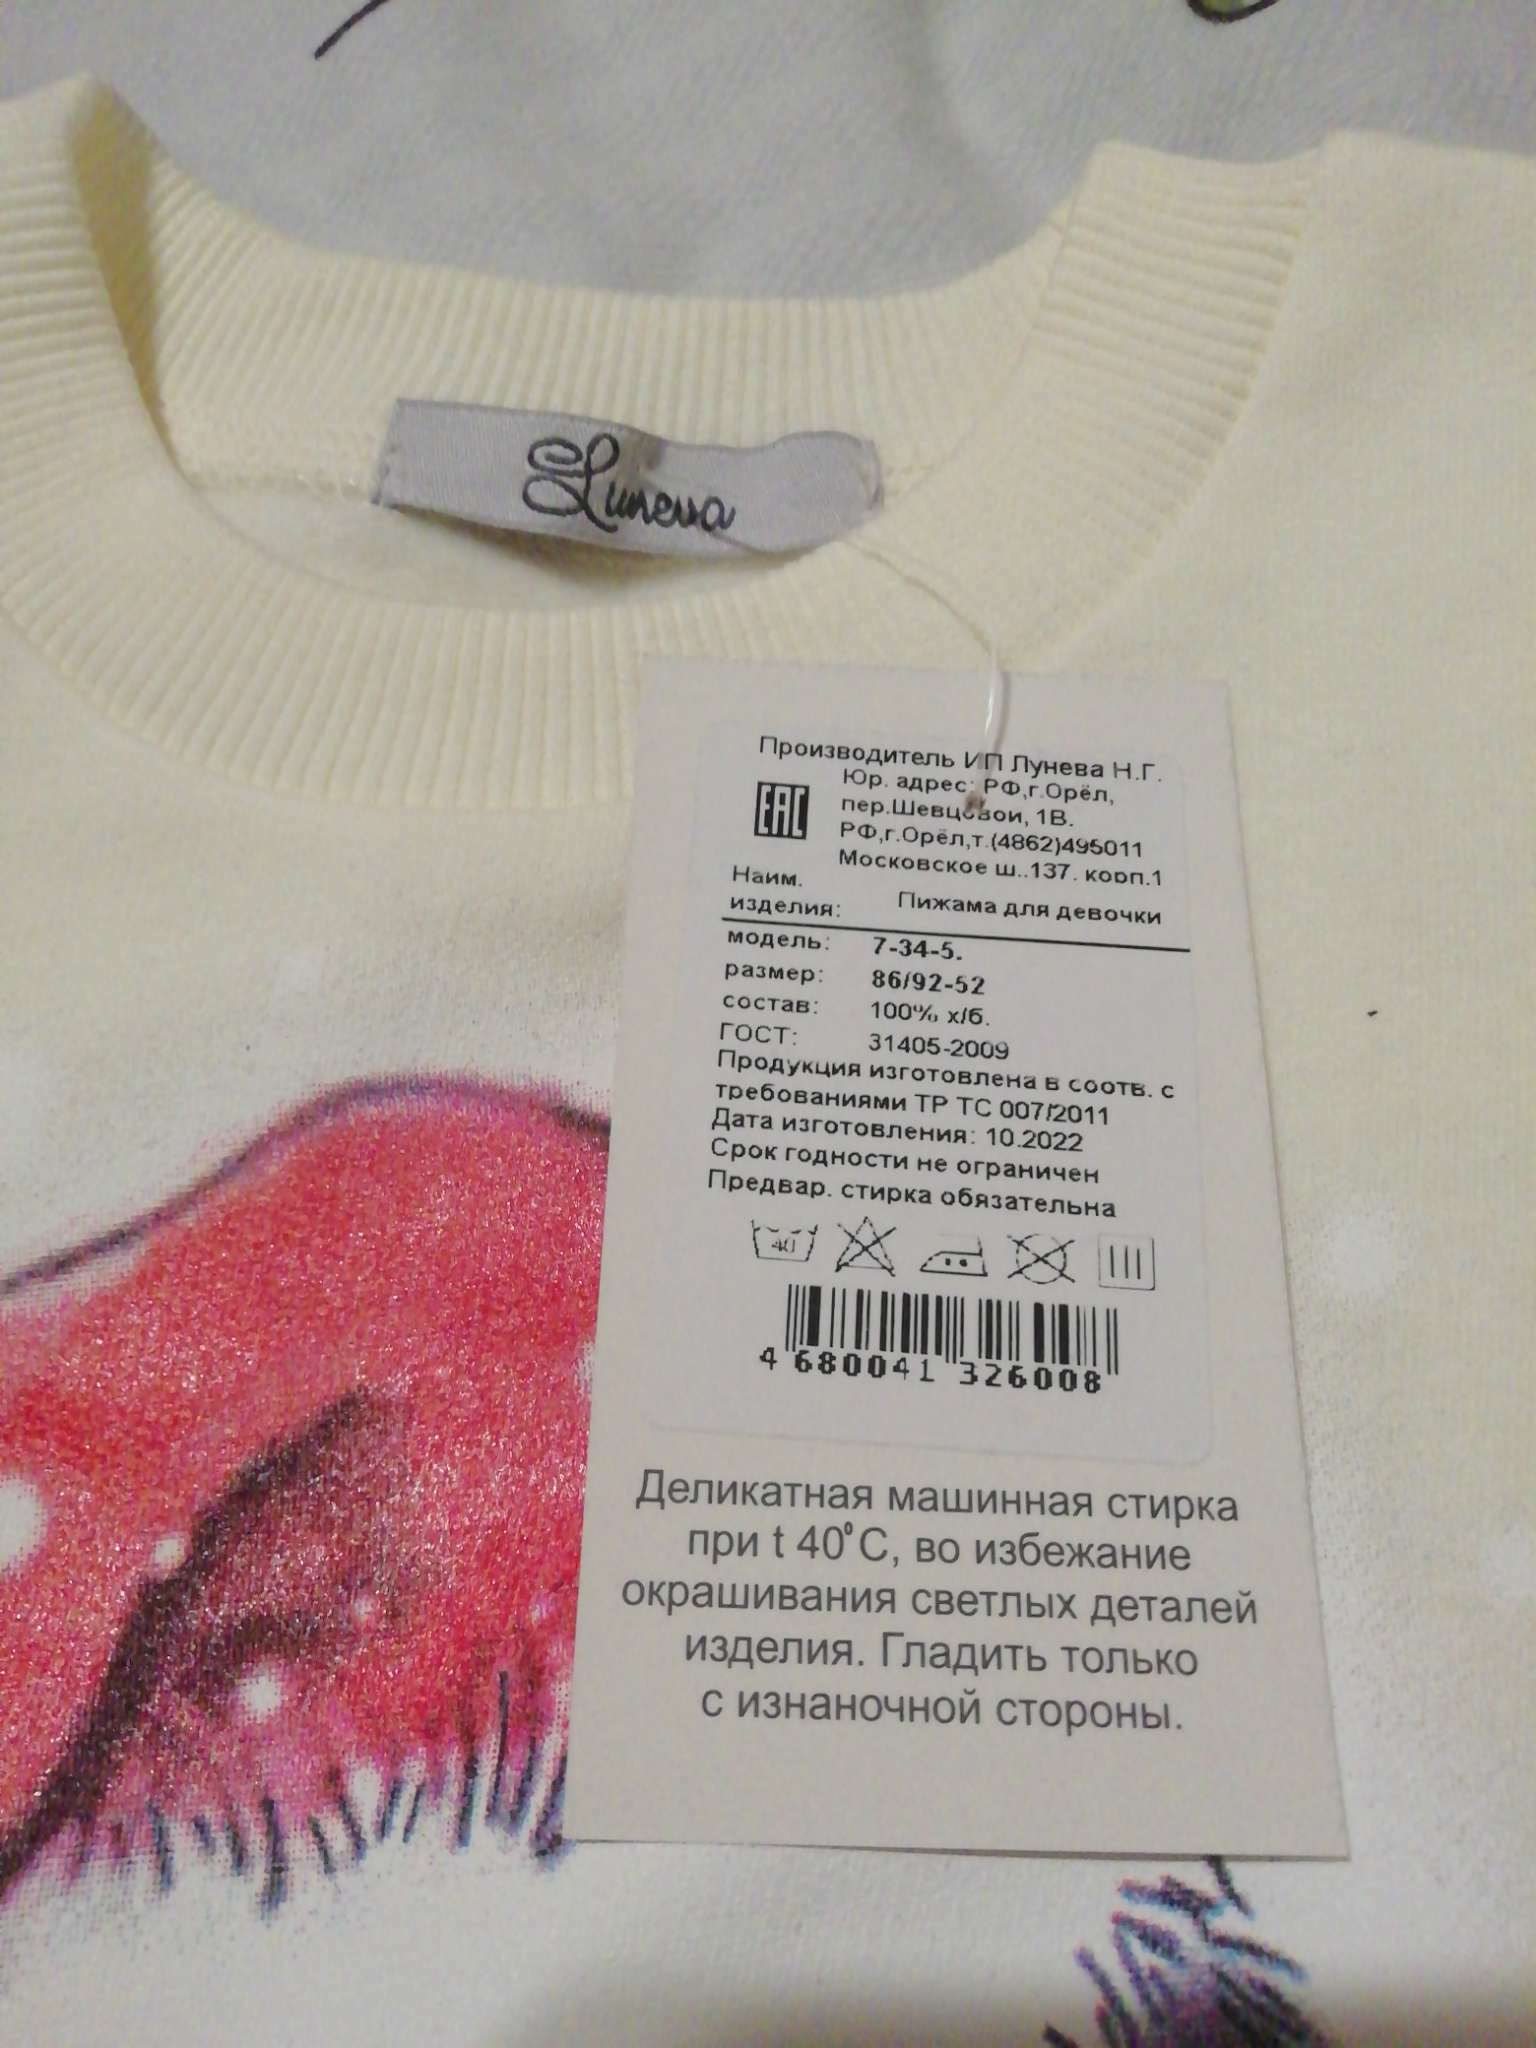 Luneva
Производитель ИП Лунева Н.Г.
Юр. адрес: РФ,г.Орёл,
пер.Шевцовой, 1В.
EAC
РФ,г.Орёл,т.(4862)495011
Московское ш.,137, корп.1
Наим.
изделия: Пижама для девочки
модель: 7-34-5.
размер: 86/92-52
состав: 100% х/б.
ГОСТ: 31405-2009
Продукция изготовлена в соотв. с
требованиями ТР ТС 007/2011
Дата изготовления: 10.2022
Срок годности не ограничен
Предвар. стирка обязательна
40
4 680041 326008
Деликатная машинная стирка
при t 40°C, во избежание
окрашивания светлых деталей
изделия. Гладить только
с изнаночной стороны.